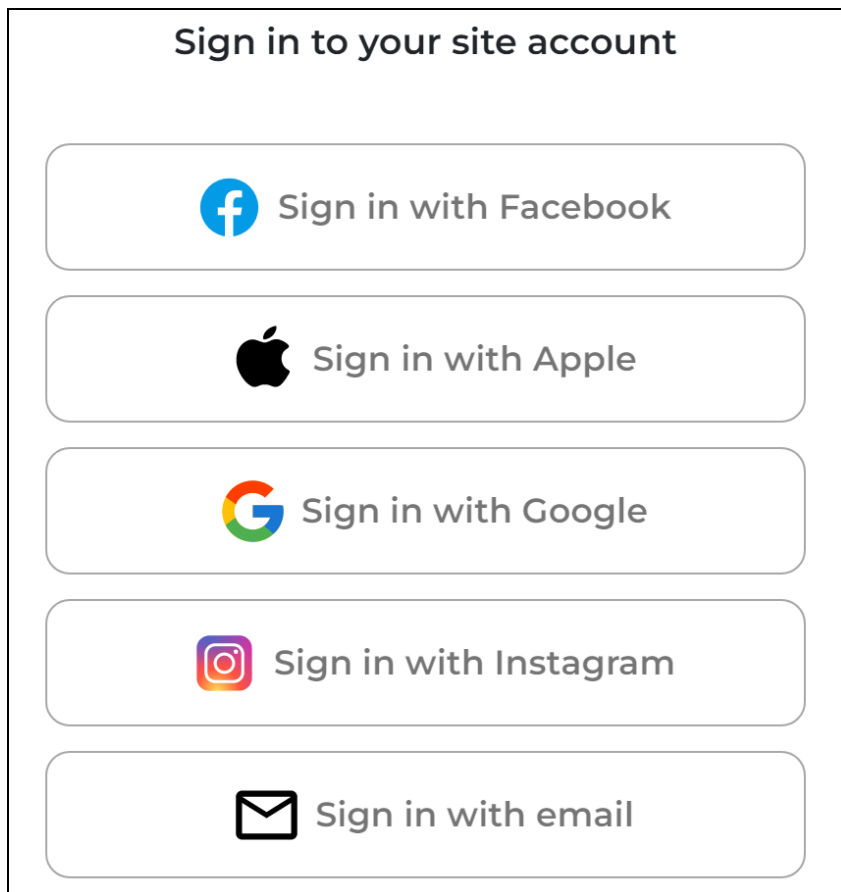 Sign in to your site account
Sign in with Facebook
Sign in with Apple
Sign in with Google
Sign in with Instagram
Sign in with email